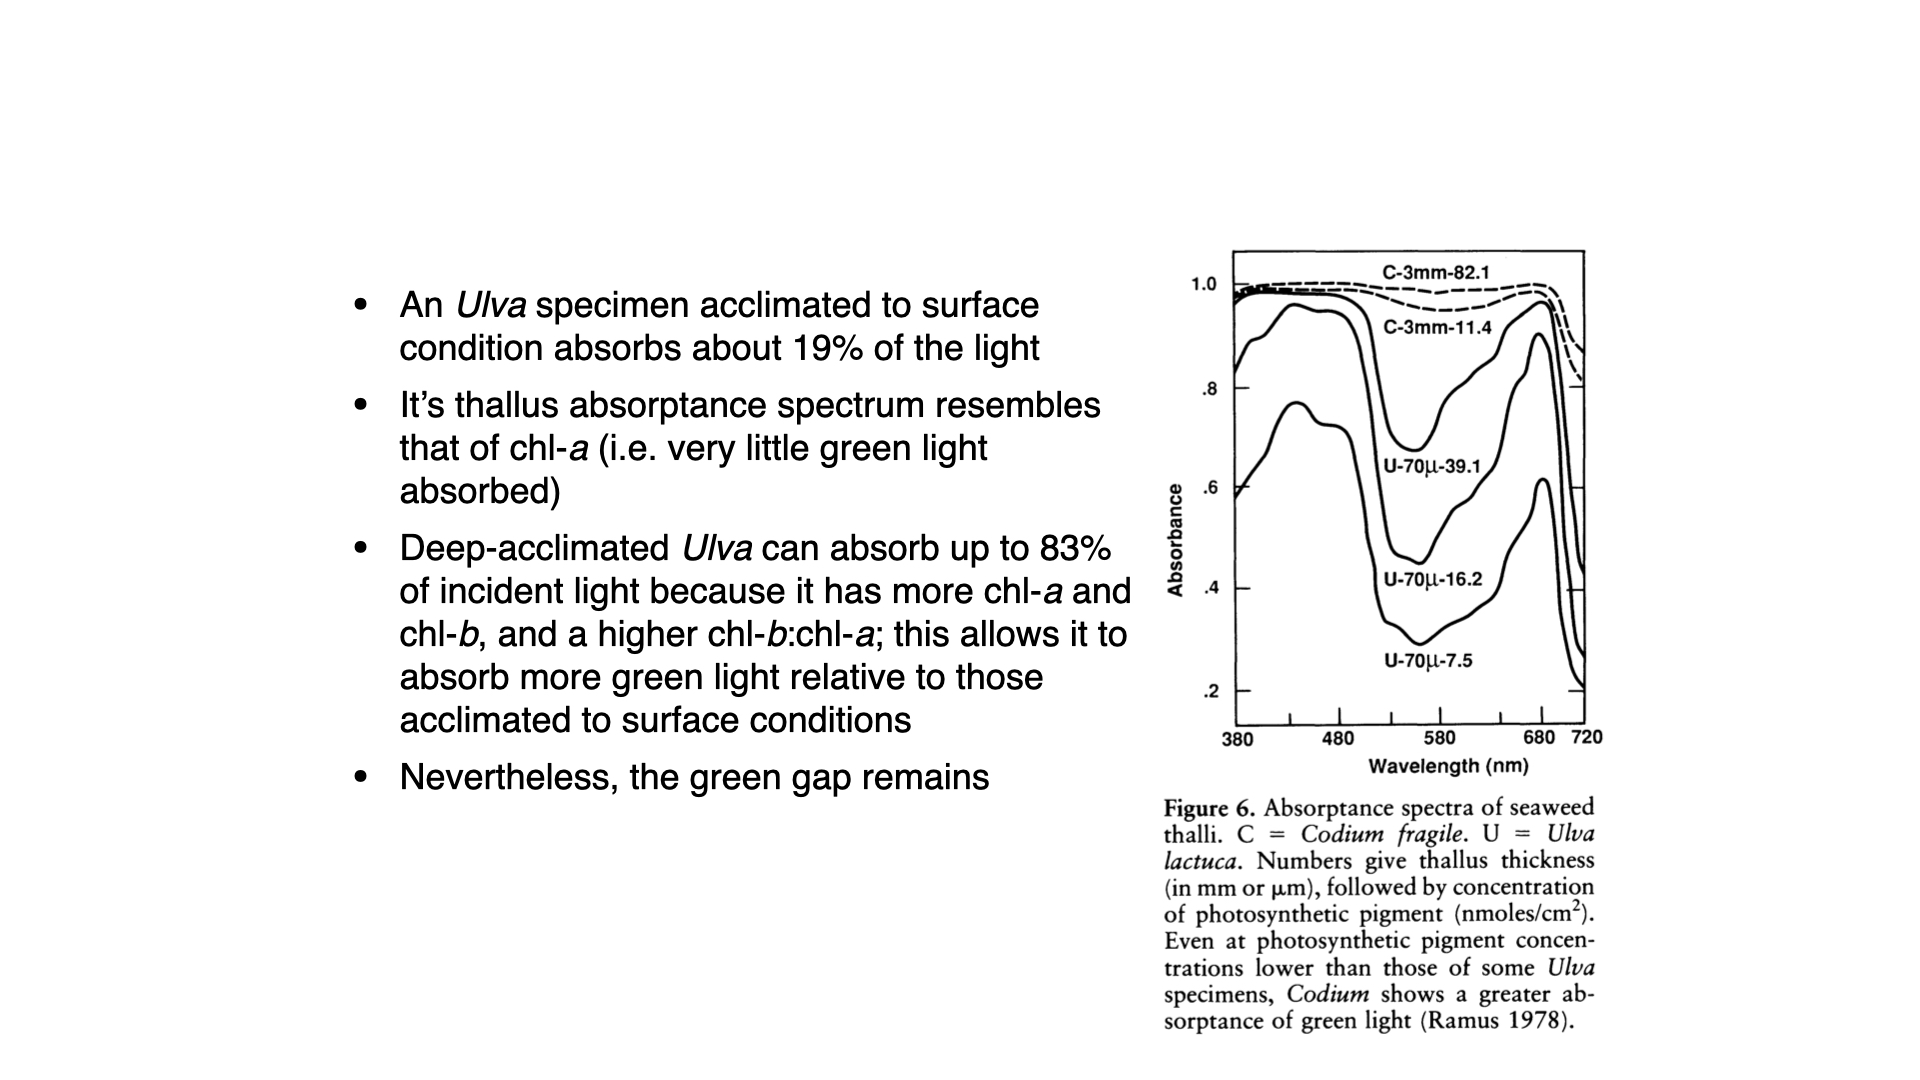 • An Ulva specimen acclimated to surface
condition absorbs about 19% of the light
• It’s thallus absorptance spectrum resembles
that of chl-a (i.e. very little green light
absorbed)
• Deep-acclimated Ulva can absorb up to 83%
of incident light because it has more chl-a and
chl-b, and a higher chl-b:chl-a; this allows it to
absorb more green light relative to those
acclimated to surface conditions
• Nevertheless, the green gap remains
Absorbance
1.0
.8
.6
.4
.2
C-3mm-82.1
C-3mm-11.4
U-70μ-39.1
U-70μ-16.2
U-70μ-7.5
380 480 580 680 720
Wavelength (nm)
Figure 6. Absorptance spectra of seaweed
thalli. C = Codium fragile. U = Ulva
lactuca. Numbers give thallus thickness
(in mm or μm), followed by concentration
of photosynthetic pigment (nmoles/cm²).
Even at photosynthetic pigment concen-
trations lower than those of some Ulva
specimens, Codium shows a greater ab-
sorptance of green light (Ramus 1978).